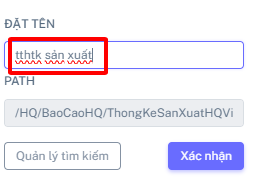 ĐẶT TÊN
tthtk sản xuất
PATH
/HQ/BaoCaoHQ/ThongKeSanXuatHQVi
Quản lý tìm kiếm
Xác nhận